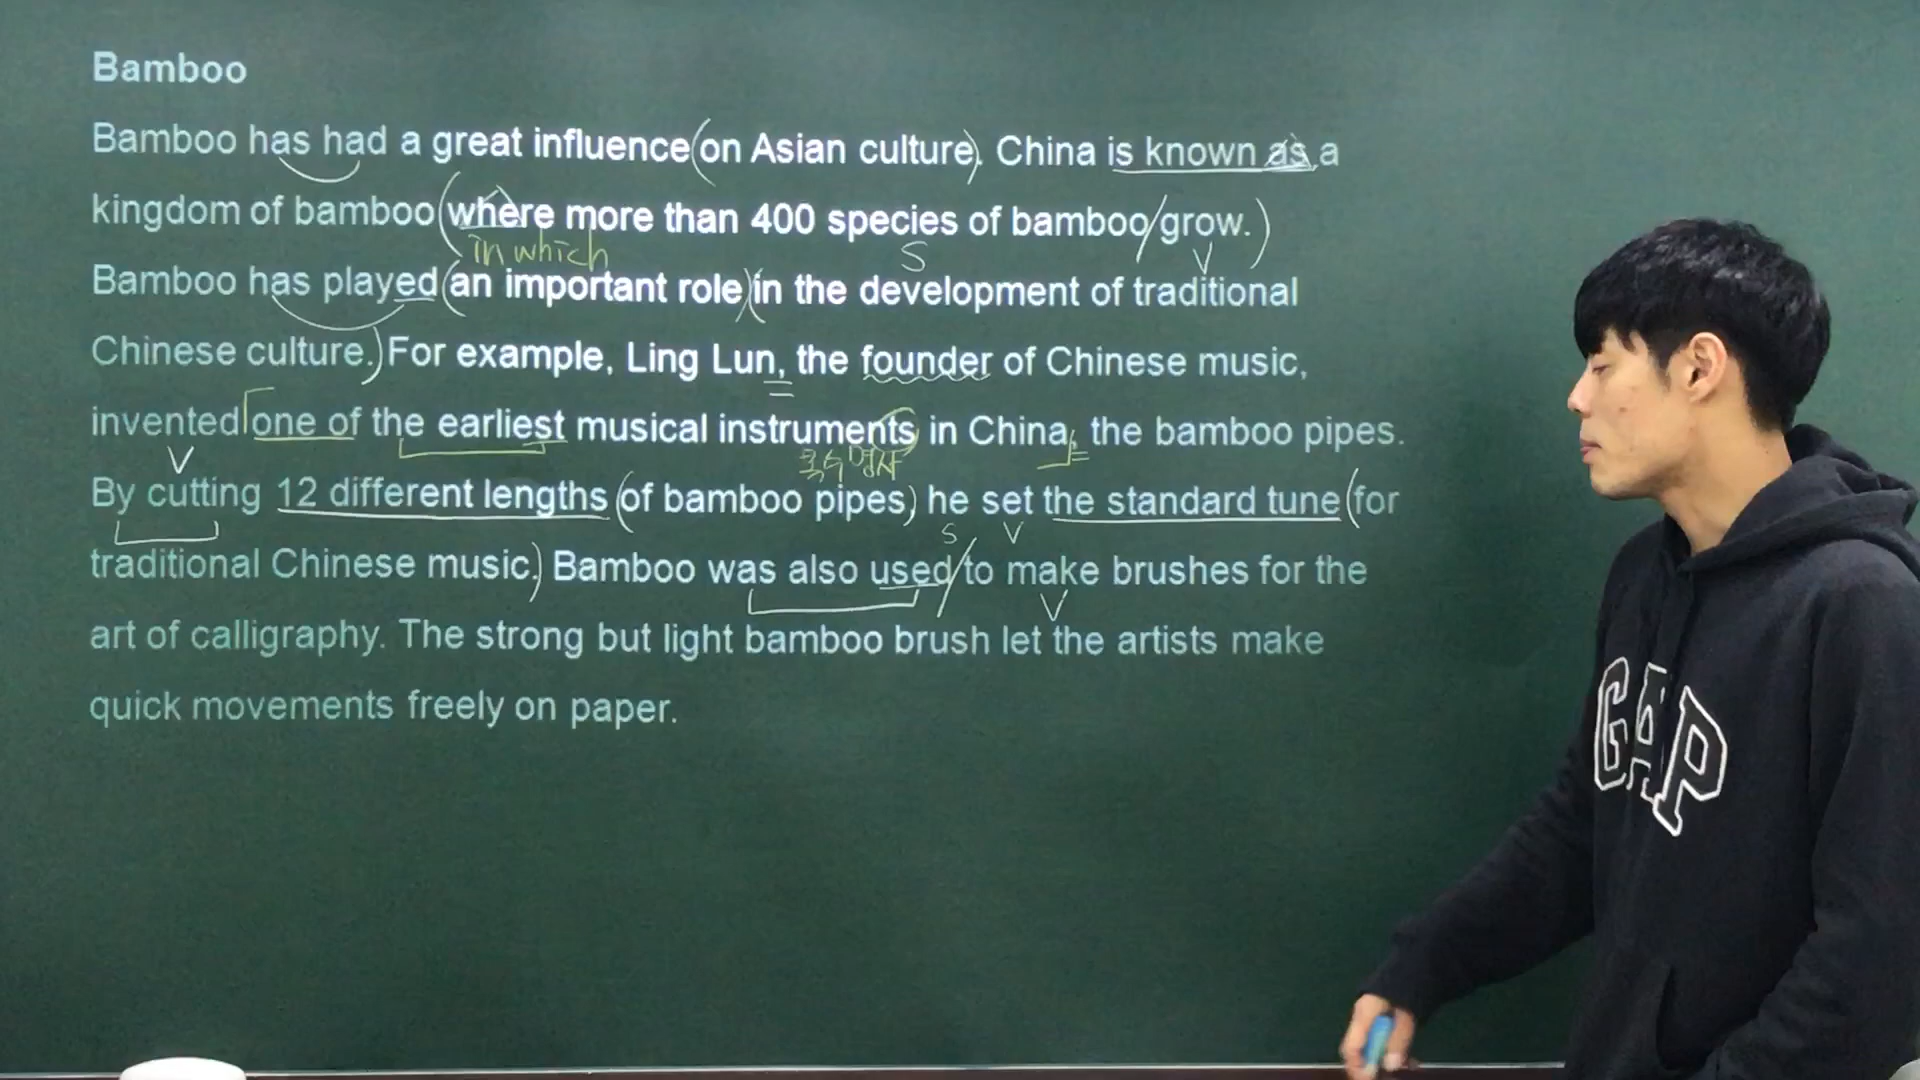 Bamboo
Bamboo has had a great influence on Asian culture. China is known as a
kingdom of bamboo where more than 400 species of bamboo grow.
in which S V
Bamboo has played an important role in the development of traditional
Chinese culture. For example, Ling Lun, the founder of Chinese music,
invented one of the earliest musical instruments in China, the bamboo pipes.
V 복수명사
By cutting 12 different lengths of bamboo pipes, he set the standard tune for
S V
traditional Chinese music. Bamboo was also used to make brushes for the
V
art of calligraphy. The strong but light bamboo brush let the artists make
quick movements freely on paper.
GAP